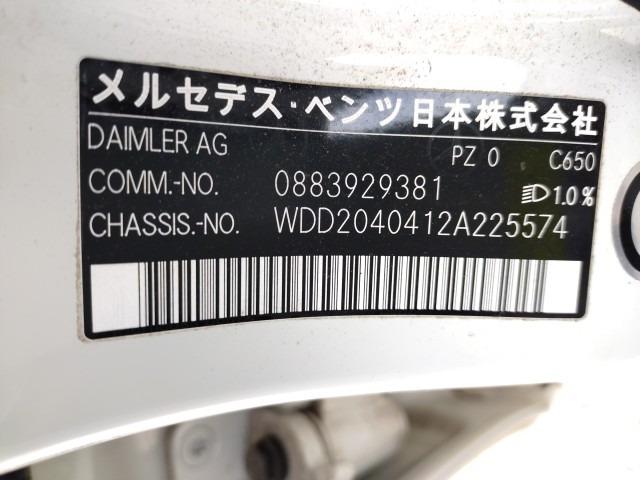 メルセデス・ベンツ日本株式会社
DAIMLER AG PZ 0 C650
COMM.-NO. 0883929381 1.0%
CHASSIS.-NO. WDD2040412A225574